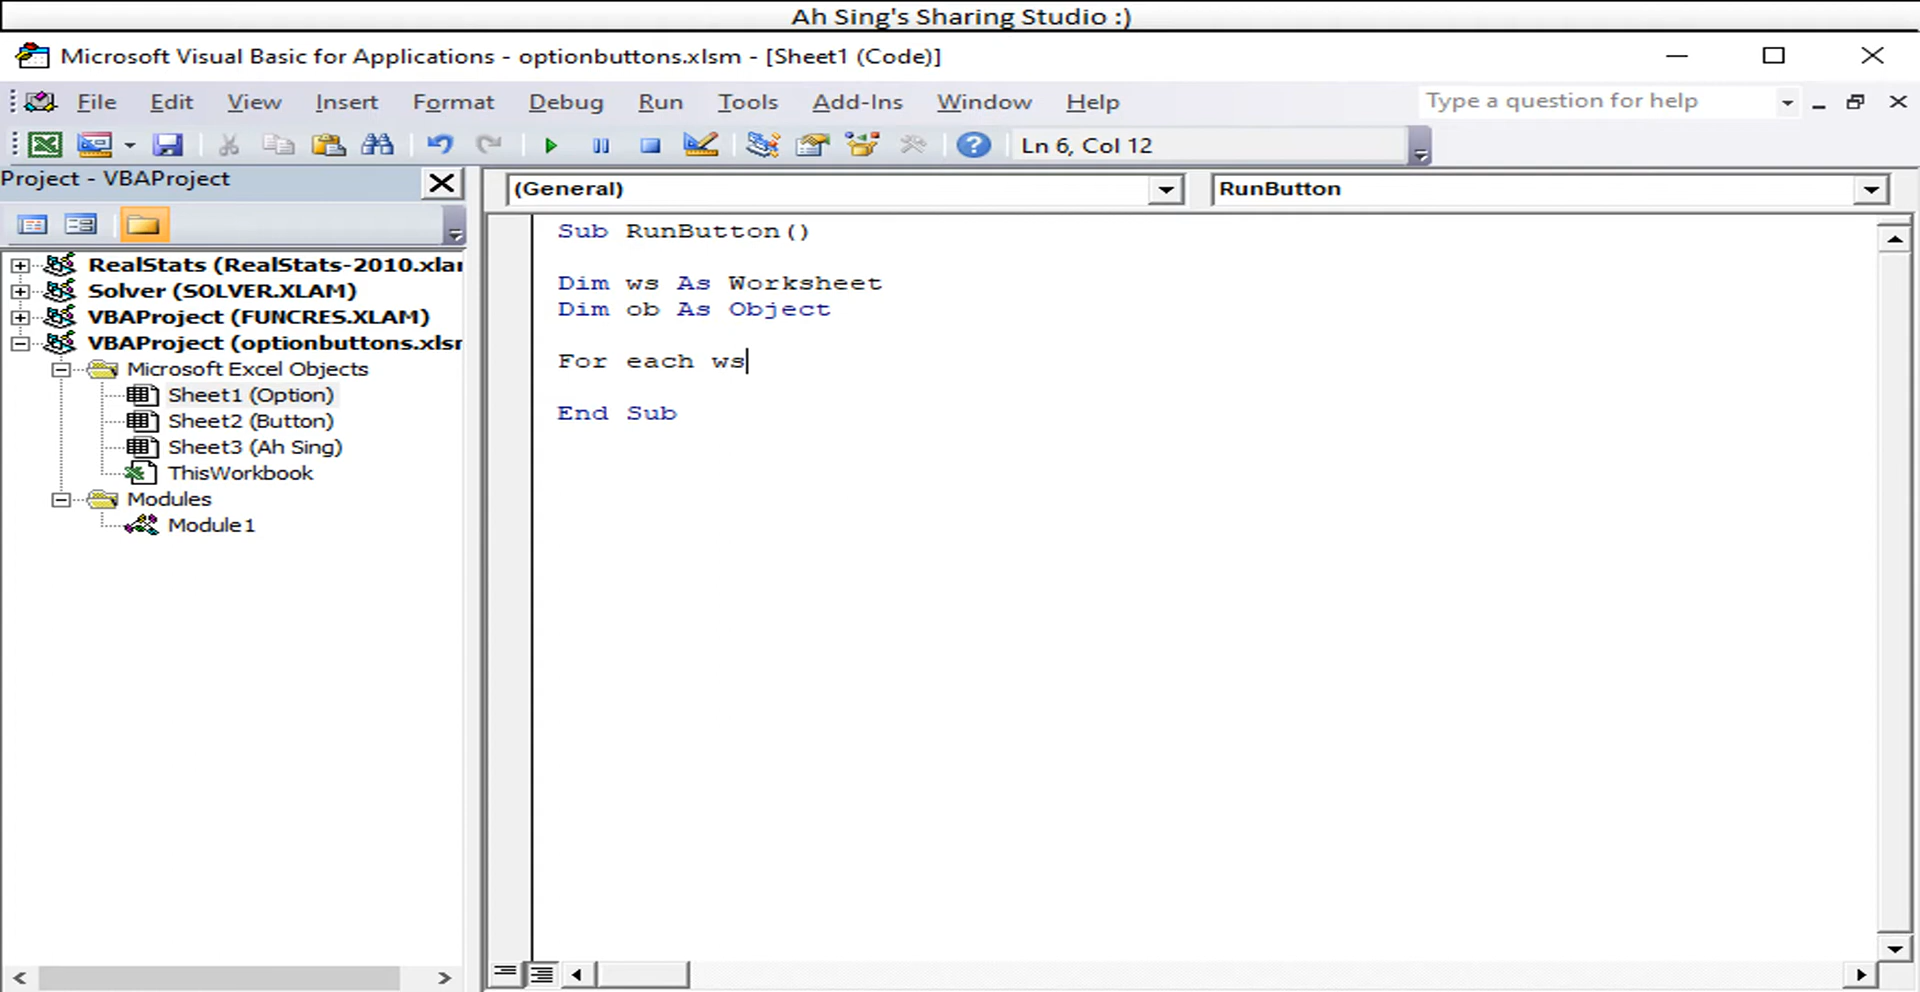 Ah Sing's Sharing Studio :)
Microsoft Visual Basic for Applications - optionbuttons.xlsm - [Sheet1 (Code)]
File Edit View Insert Format Debug Run Tools Add-Ins Window Help Type a question for help
Ln 6, Col 12
Project - VBAProject
(General) RunButton
RealStats (RealStats-2010.xlar
Solver (SOLVER.XLAM)
VBAProject (FUNCRES.XLAM)
VBAProject (optionbuttons.xlsr
Microsoft Excel Objects
Sheet1 (Option)
Sheet2 (Button)
Sheet3 (Ah Sing)
ThisWorkbook
Modules
Module1
Sub RunButton()
Dim ws As Worksheet
Dim ob As Object
For each ws
End Sub